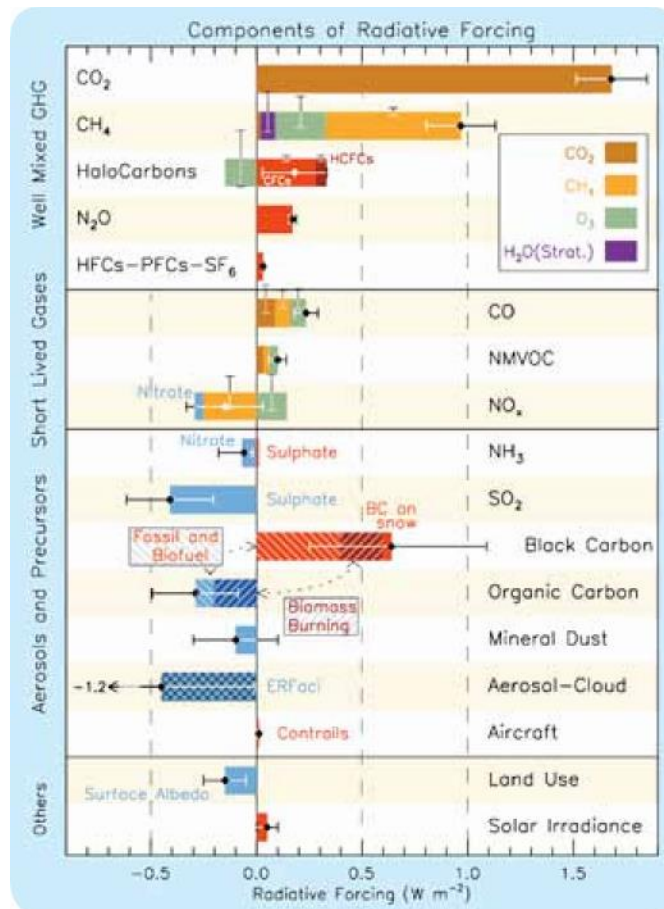 Components of Radiative Forcing
Well Mixed GHG
CO₂
CH₄
HaloCarbons
CFCs
HCFCs
N₂O
HFCs-PFCs-SF₆
CO₂
CH₄
O₃
H₂O(Strat.)
Short Lived Gases
CO
NMVOC
Nitrate
NOₓ
Aerosols and Precursors
Nitrate
Sulphate
NH₃
Sulphate
SO₂
Fossil and
Biofuel
BC on
snow
Black Carbon
Biomass
Burning
Organic Carbon
Mineral Dust
-1.2
ERFaci
Aerosol-Cloud
Contrails
Aircraft
Others
Surface Albedo
Land Use
Solar Irradiance
-0.5 0.0 0.5 1.0 1.5
Radiative Forcing (W m⁻²)